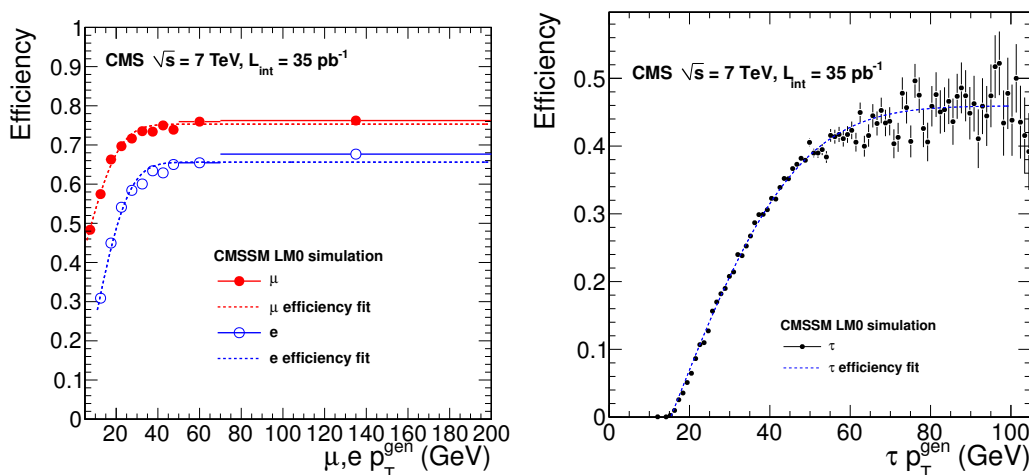 Efficiency
1
0.9
0.8
0.7
0.6
0.5
0.4
0.3
0.2
0.1
0
CMS √s = 7 TeV, L_int = 35 pb⁻¹
CMSSM LM0 simulation
μ
μ efficiency fit
e
e efficiency fit
20 40 60 80 100 120 140 160 180 200
μ,e p_T^gen (GeV)
Efficiency
0.5
0.4
0.3
0.2
0.1
0
CMS √s = 7 TeV, L_int = 35 pb⁻¹
CMSSM LM0 simulation
τ
τ efficiency fit
0 20 40 60 80 100
τ p_T^gen (GeV)